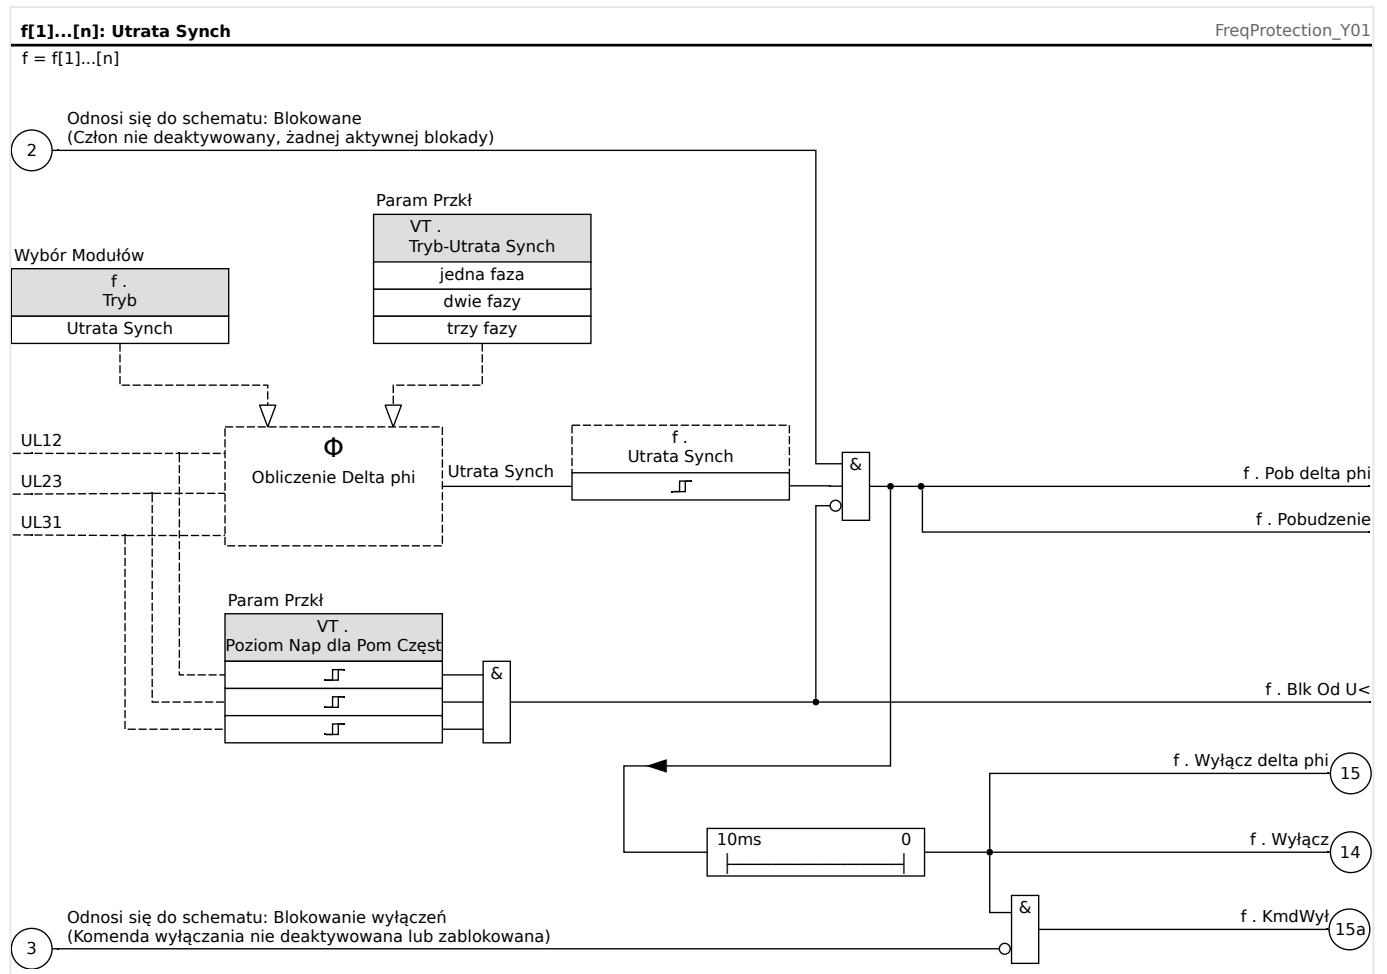 f[1]...[n]: Utrata Synch
FreqProtection_Y01
f = f[1]...[n]
Odnosi się do schematu: Blokowane
(Człon nie deaktywowany, żadnej aktywnej blokady)
2
Param Przkł
VT .
Tryb-Utrata Synch
jedna faza
dwie fazy
trzy fazy
Wybór Modułów
f .
Tryb
Utrata Synch
UL12
UL23
UL31
Φ
Obliczenie Delta phi
Utrata Synch
f .
Utrata Synch
&
f . Pob delta phi
f . Pobudzenie
Param Przkł
VT .
Poziom Nap dla Pom Częst
&
f . Blk Od U<
f . Wyłącz delta phi
15
10ms 0
f . Wyłącz
14
&
f . KmdWył
15a
Odnosi się do schematu: Blokowanie wyłączeń
(Komenda wyłączania nie deaktywowana lub zablokowana)
3